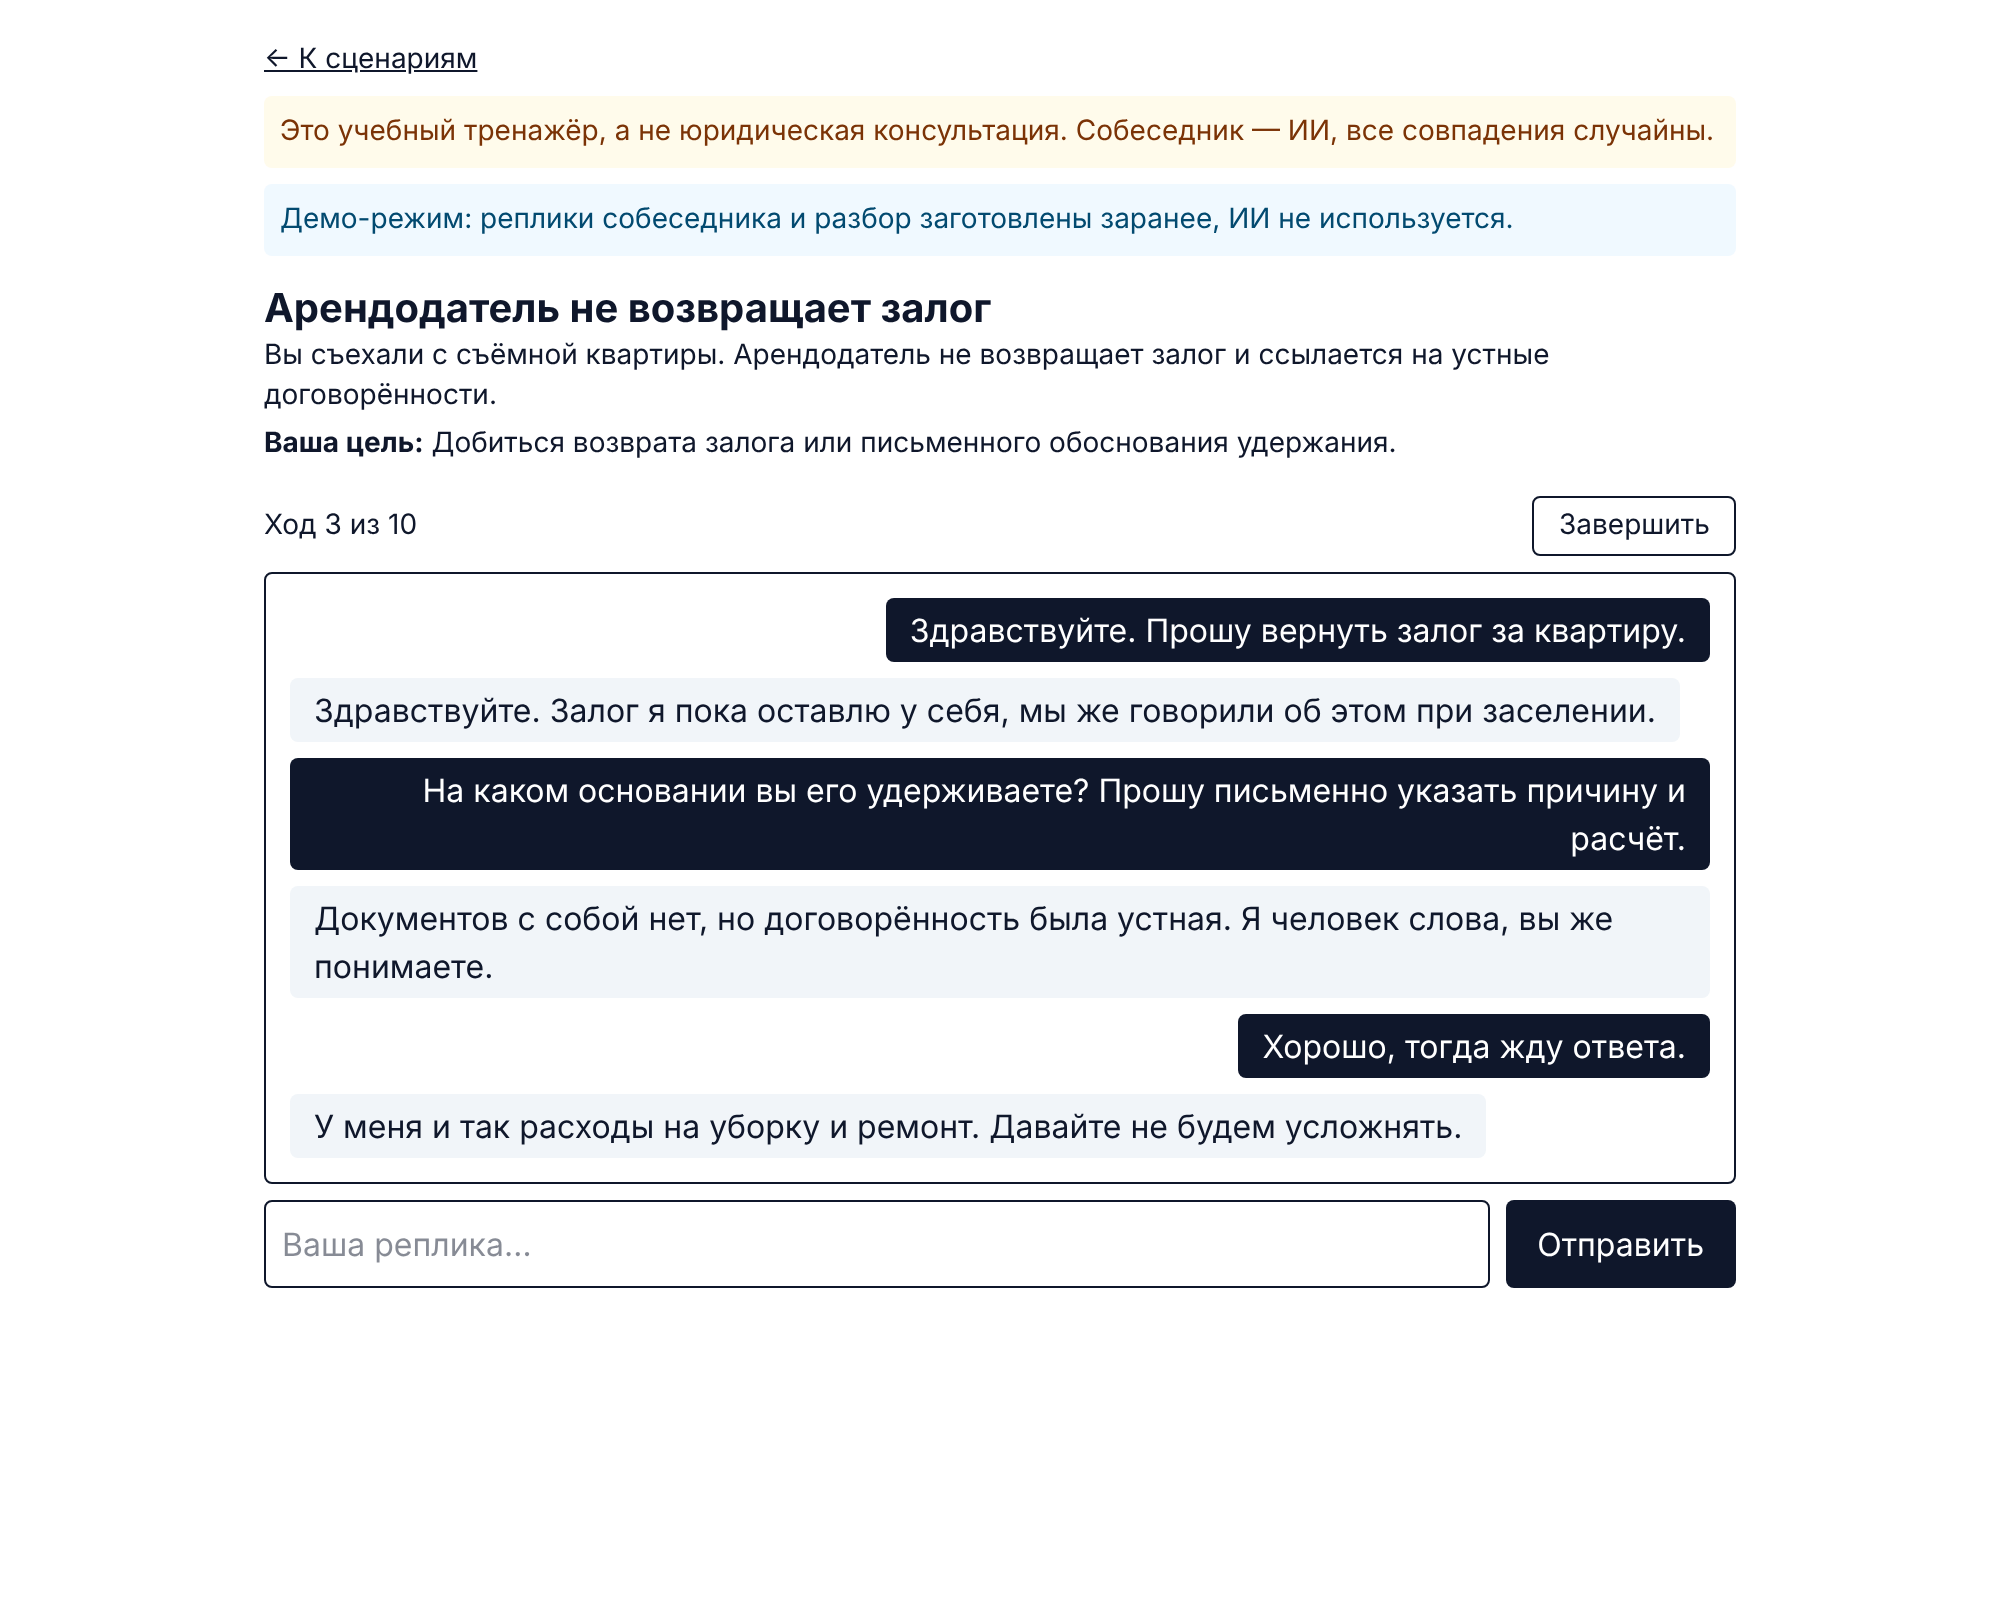 ← К сценариям
Это учебный тренажёр, а не юридическая консультация. Собеседник — ИИ, все совпадения случайны.
Демо-режим: реплики собеседника и разбор заготовлены заранее, ИИ не используется.
Арендодатель не возвращает залог
Вы съехали с съёмной квартиры. Арендодатель не возвращает залог и ссылается на устные
договорённости.
Ваша цель: Добиться возврата залога или письменного обоснования удержания.
Ход 3 из 10
Завершить
Здравствуйте. Прошу вернуть залог за квартиру.
Здравствуйте. Залог я пока оставлю у себя, мы же говорили об этом при заселении.
На каком основании вы его удерживаете? Прошу письменно указать причину и
расчёт.
Документов с собой нет, но договорённость была устная. Я человек слова, вы же
понимаете.
Хорошо, тогда жду ответа.
У меня и так расходы на уборку и ремонт. Давайте не будем усложнять.
Ваша реплика...
Отправить